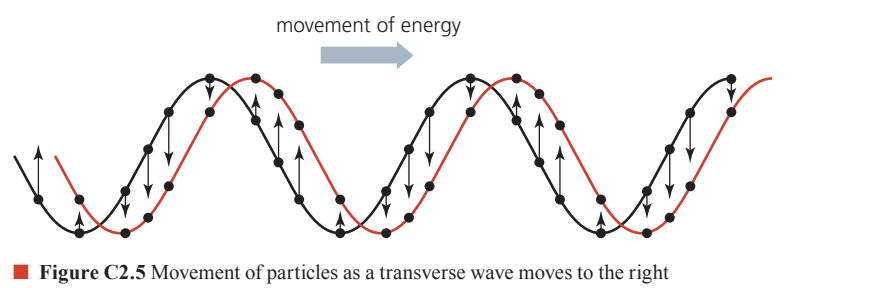 movement of energy
Figure C2.5 Movement of particles as a transverse wave moves to the right